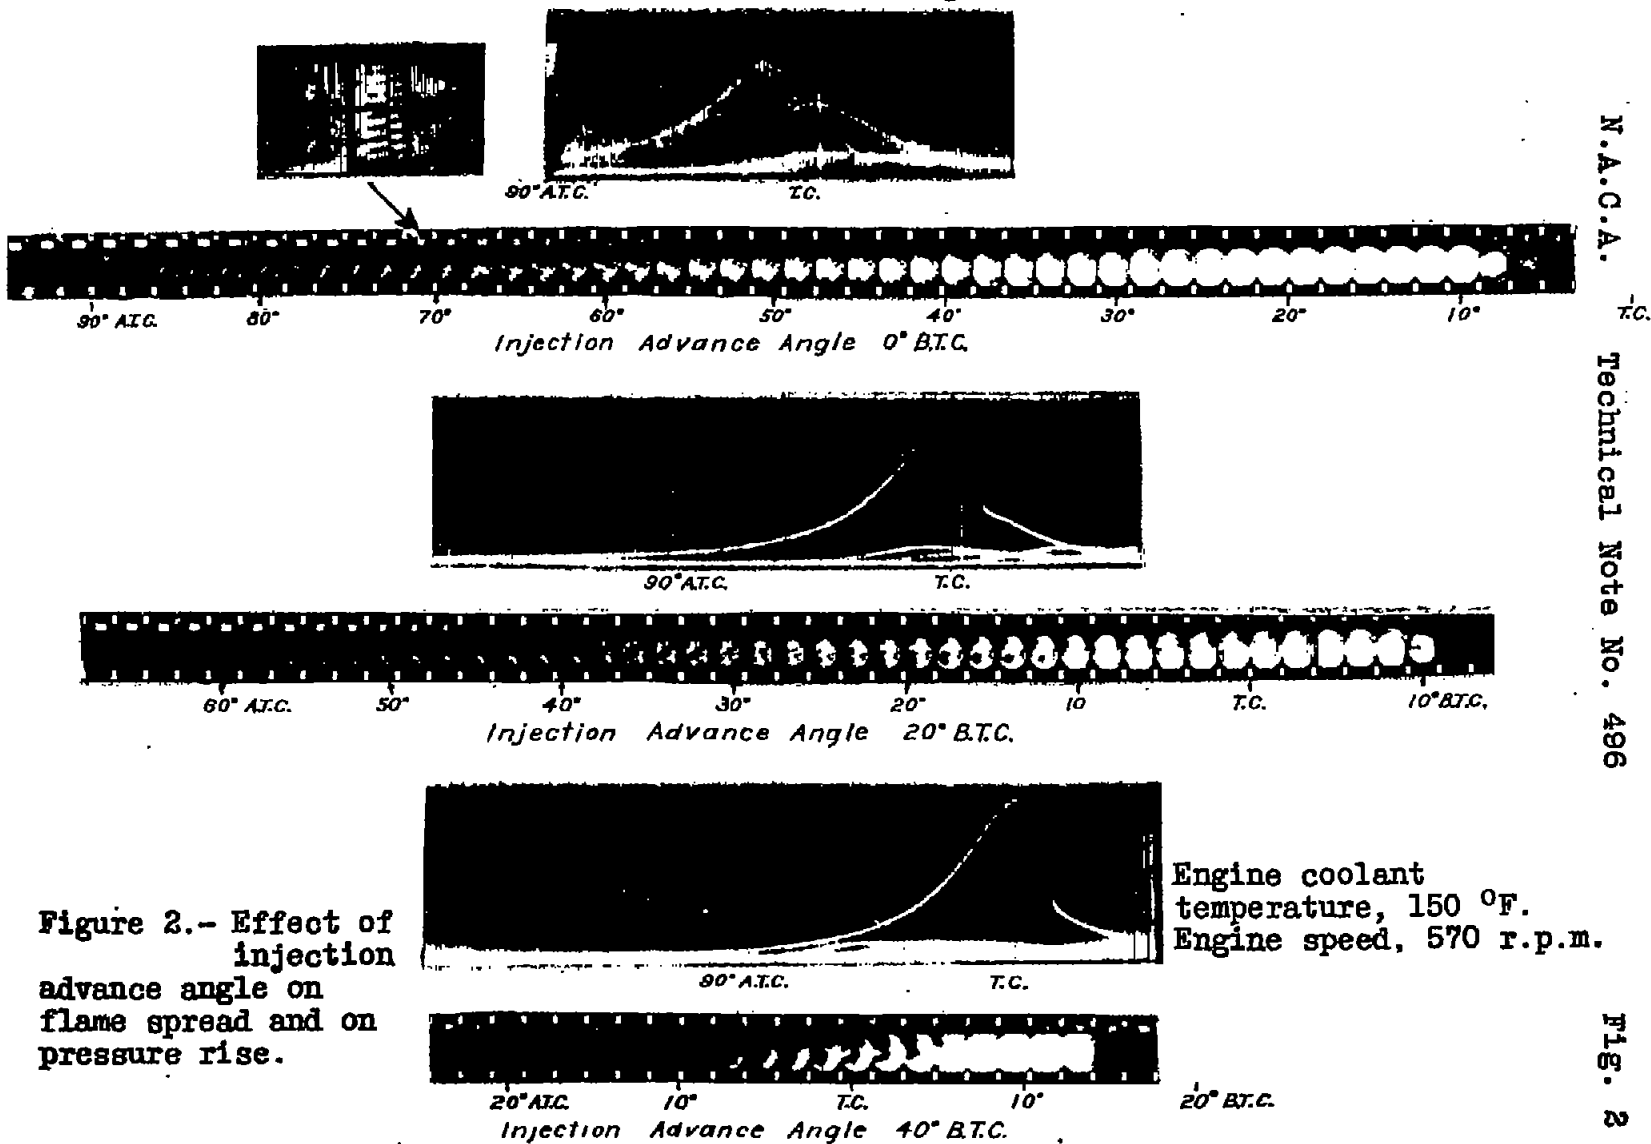 N.A.C.A. Technical Note No. 486
Fig. 2
90° A.T.C. T.C.
90° A.T.C. 80° 70° 60° 50° 40° 30° 20° 10° T.C.
Injection Advance Angle 0° B.T.C.
90° A.T.C. T.C.
60° A.T.C. 50° 40° 30° 20° 10 T.C. 10° B.T.C.
Injection Advance Angle 20° B.T.C.
90° A.T.C. T.C.
20° A.T.C. 10° T.C. 10° 20° B.T.C.
Injection Advance Angle 40° B.T.C.
Engine coolant
temperature, 150 °F.
Engine speed, 570 r.p.m.
Figure 2.- Effect of
injection
advance angle on
flame spread and on
pressure rise.